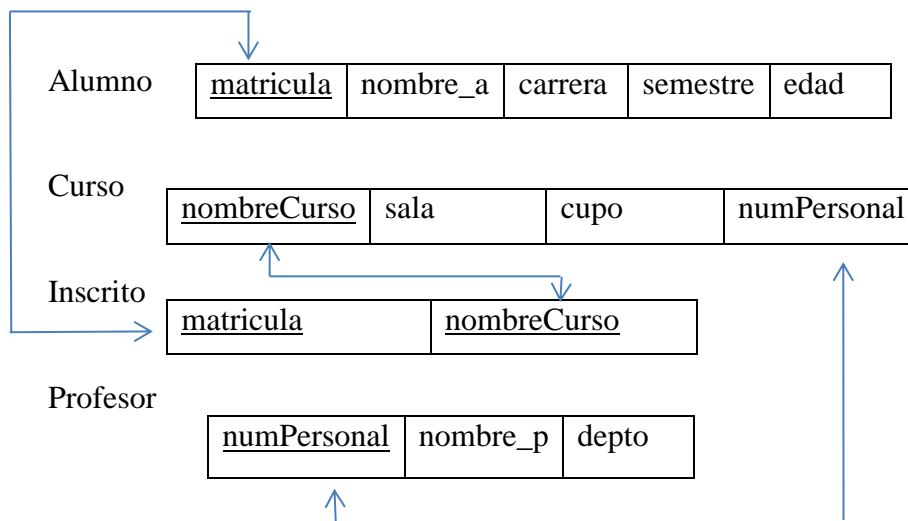 Alumno
matricula nombre_a carrera semestre edad
Curso
nombreCurso sala cupo numPersonal
Inscrito
matricula nombreCurso
Profesor
numPersonal nombre_p depto